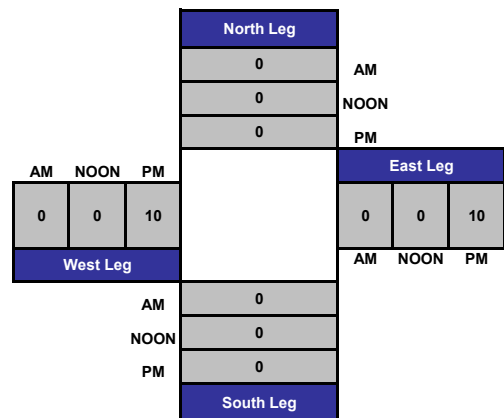 North Leg
0 AM
0 NOON
0 PM
AM NOON PM East Leg
0 0 10 0 0 10
West Leg AM NOON PM
AM 0
NOON 0
PM 0
South Leg